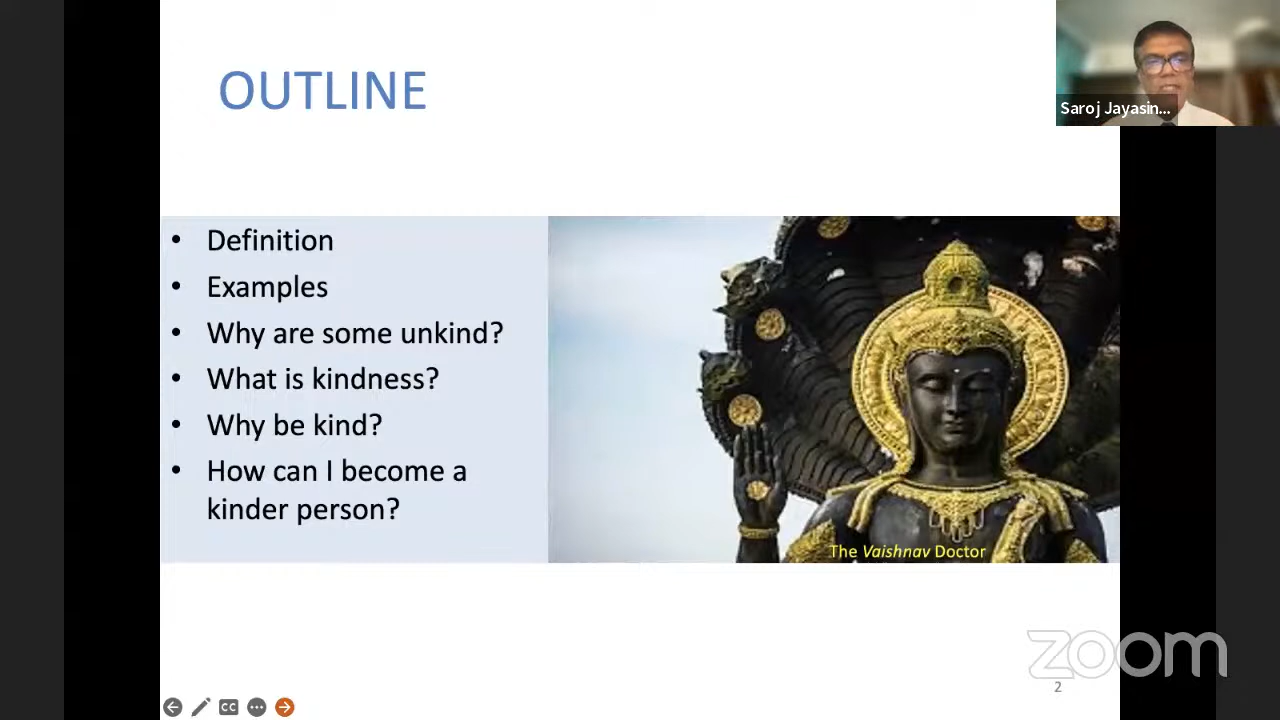 OUTLINE
Saroj Jayasin...
• Definition
• Examples
• Why are some unkind?
• What is kindness?
• Why be kind?
• How can I become a
kinder person?
The Vaishnav Doctor
zoom
2
CC